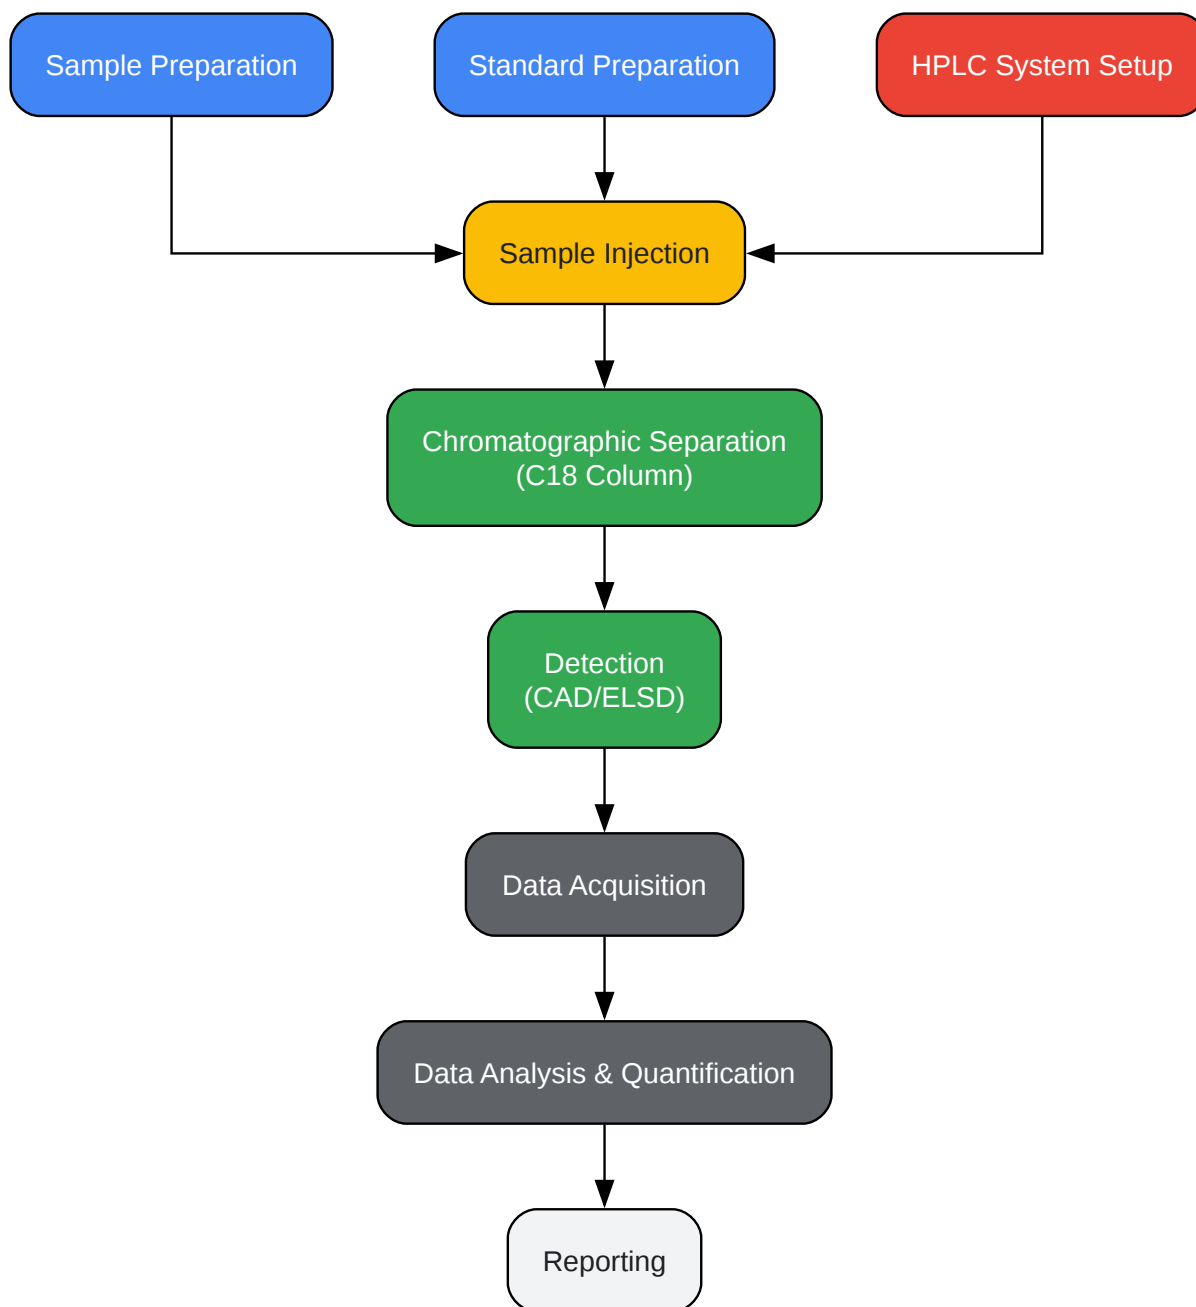 Sample Preparation
Standard Preparation
HPLC System Setup
Sample Injection
Chromatographic Separation
(C18 Column)
Detection
(CAD/ELSD)
Data Acquisition
Data Analysis & Quantification
Reporting